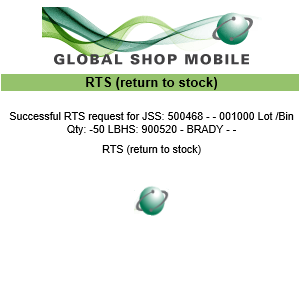 GLOBAL SHOP MOBILE
RTS (return to stock)
Successful RTS request for JSS: 500468 - - 001000 Lot /Bin
Qty: -50 LBHS: 900520 - BRADY - -
RTS (return to stock)